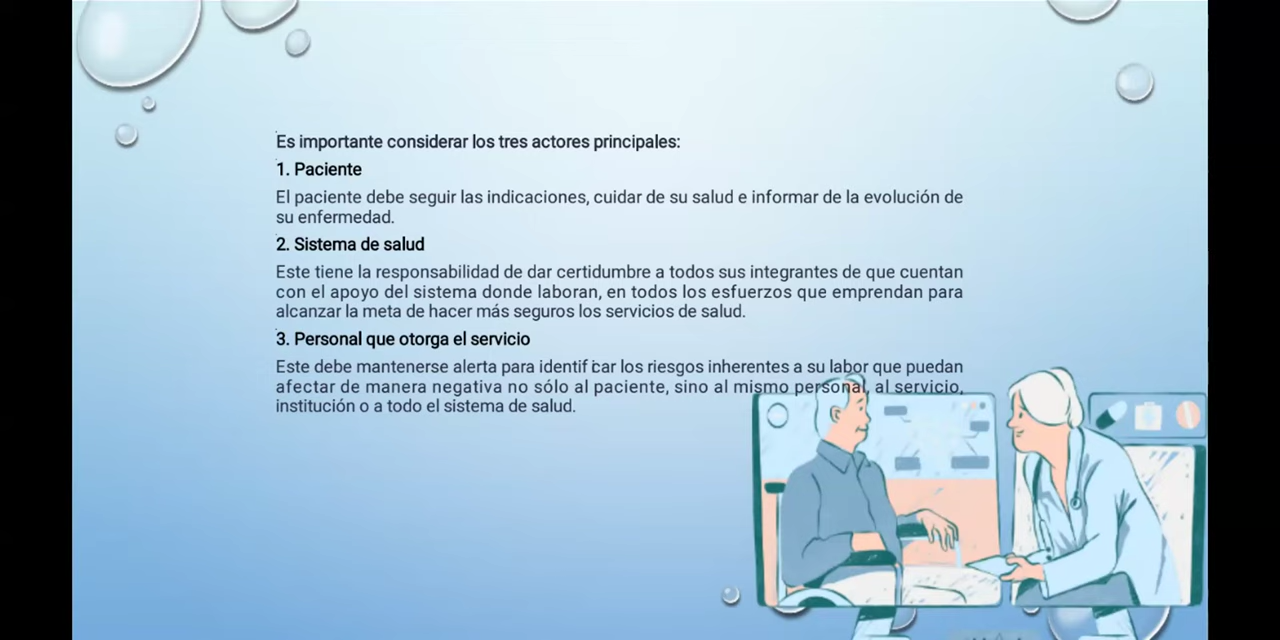 Es importante considerar los tres actores principales:
1. Paciente
El paciente debe seguir las indicaciones, cuidar de su salud e informar de la evolución de
su enfermedad.
2. Sistema de salud
Este tiene la responsabilidad de dar certidumbre a todos sus integrantes de que cuentan
con el apoyo del sistema donde laboran, en todos los esfuerzos que emprendan para
alcanzar la meta de hacer más seguros los servicios de salud.
3. Personal que otorga el servicio
Este debe mantenerse alerta para identificar los riesgos inherentes a su labor que puedan
afectar de manera negativa no sólo al paciente, sino al mismo personal, al servicio,
institución o a todo el sistema de salud.